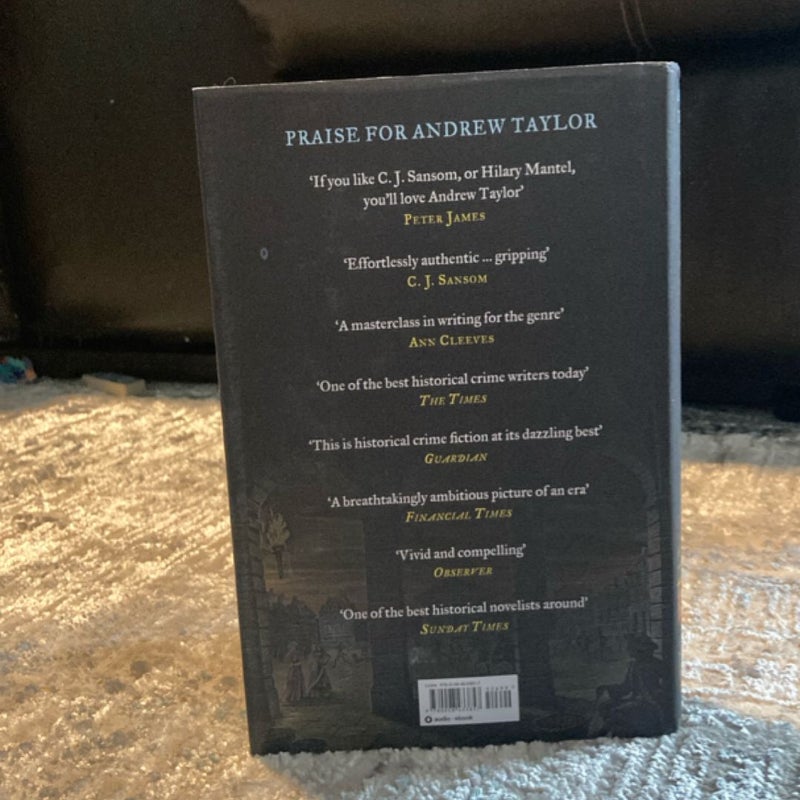 PRAISE FOR ANDREW TAYLOR
‘If you like C. J. Sansom, or Hilary Mantel,
you’ll love Andrew Taylor’
PETER JAMES
‘Effortlessly authentic ... gripping’
C. J. SANSOM
‘A masterclass in writing for the genre’
ANN CLEEVES
‘One of the best historical crime writers today’
THE TIMES
‘This is historical crime fiction at its dazzling best’
GUARDIAN
‘A breathtakingly ambitious picture of an era’
FINANCIAL TIMES
‘Vivid and compelling’
OBSERVER
‘One of the best historical novelists around’
SUNDAY TIMES
audio · ebook